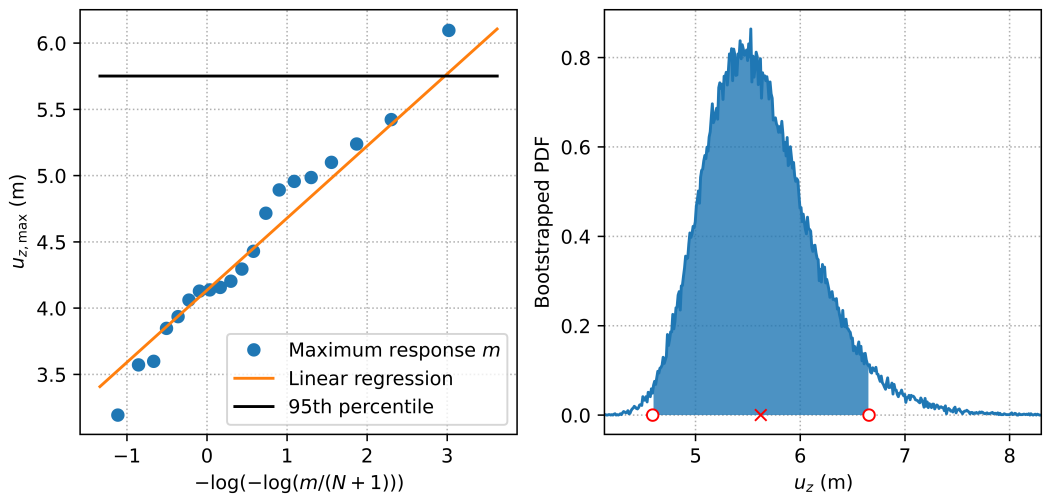 6.0
5.5
5.0
4.5
4.0
3.5
u_{z,max} (m)
Maximum response m
Linear regression
95th percentile
−1
0
1
2
3
−log(−log(m/(N + 1)))
0.8
0.6
0.4
0.2
0.0
Bootstrapped PDF
5
6
7
8
u_z (m)